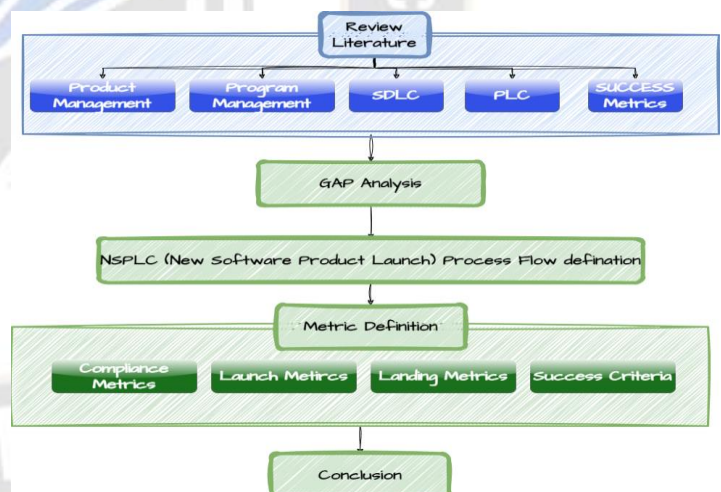 Review
Literature
Product
Management
Program
Management
SDLC
PLC
SUCCESS
Metrics
GAP Analysis
NSPLC (New Software Product Launch) Process Flow defination
Metric Definition
Compliance
Metrics
Launch Metircs
Landing Metrics
Success Criteria
Conclusion